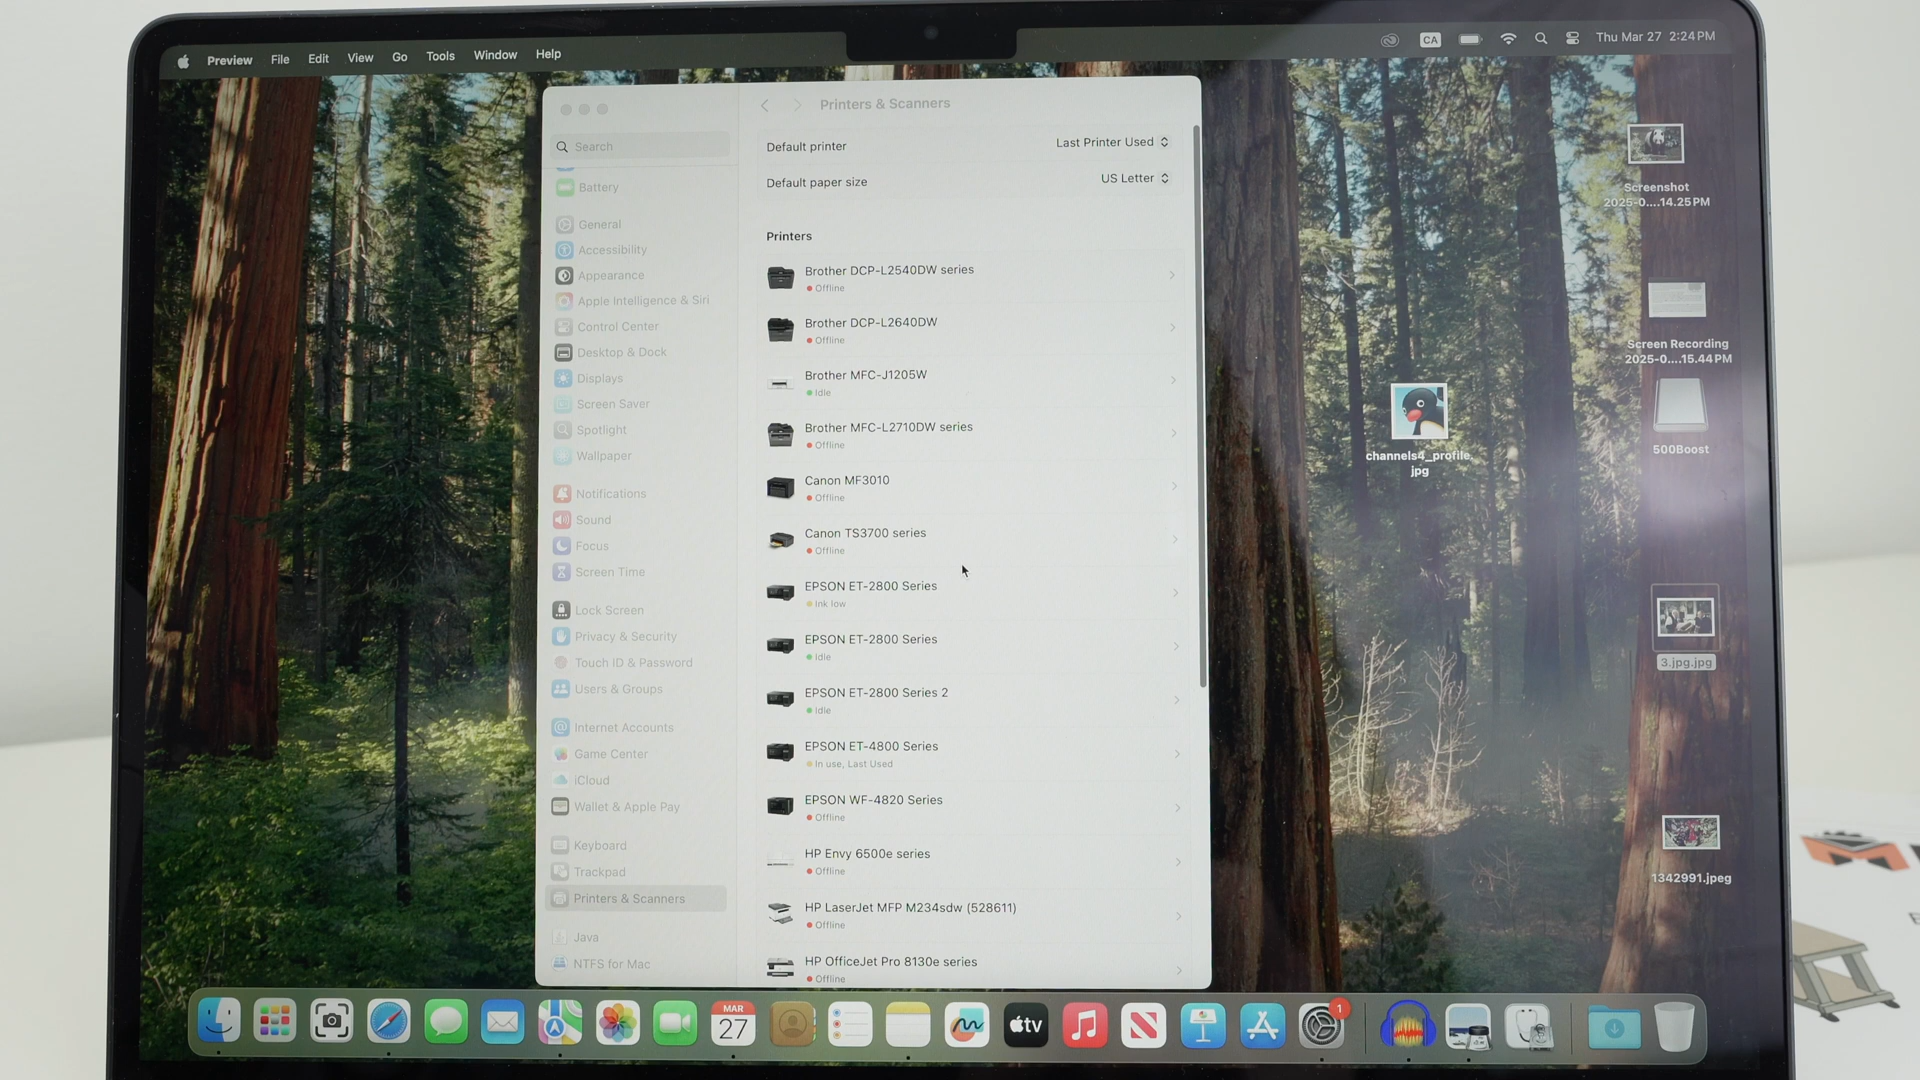 Preview File Edit View Go Tools Window Help
CA Thu Mar 27 2:24 PM
Search
Battery
General
Accessibility
Appearance
Apple Intelligence & Siri
Control Center
Desktop & Dock
Displays
Screen Saver
Spotlight
Wallpaper
Notifications
Sound
Focus
Screen Time
Lock Screen
Privacy & Security
Touch ID & Password
Users & Groups
Internet Accounts
Game Center
iCloud
Wallet & Apple Pay
Keyboard
Trackpad
Printers & Scanners
Java
NTFS for Mac
Printers & Scanners
Default printer Last Printer Used
Default paper size US Letter
Printers
Brother DCP-L2540DW series
Offline
Brother DCP-L2640DW
Offline
Brother MFC-J1205W
Idle
Brother MFC-L2710DW series
Offline
Canon MF3010
Offline
Canon TS3700 series
Offline
EPSON ET-2800 Series
Ink low
EPSON ET-2800 Series
Idle
EPSON ET-2800 Series 2
Idle
EPSON ET-4800 Series
In use, Last Used
EPSON WF-4820 Series
Offline
HP Envy 6500e series
Offline
HP LaserJet MFP M234sdw (528611)
Offline
HP OfficeJet Pro 8130e series
Offline
Screenshot
2025-0....14.25 PM
Screen Recording
2025-0....15.44 PM
channels4_profile.
jpg
500Boost
3.jpg.jpg
1342991.jpeg
MAR
27
tv
1